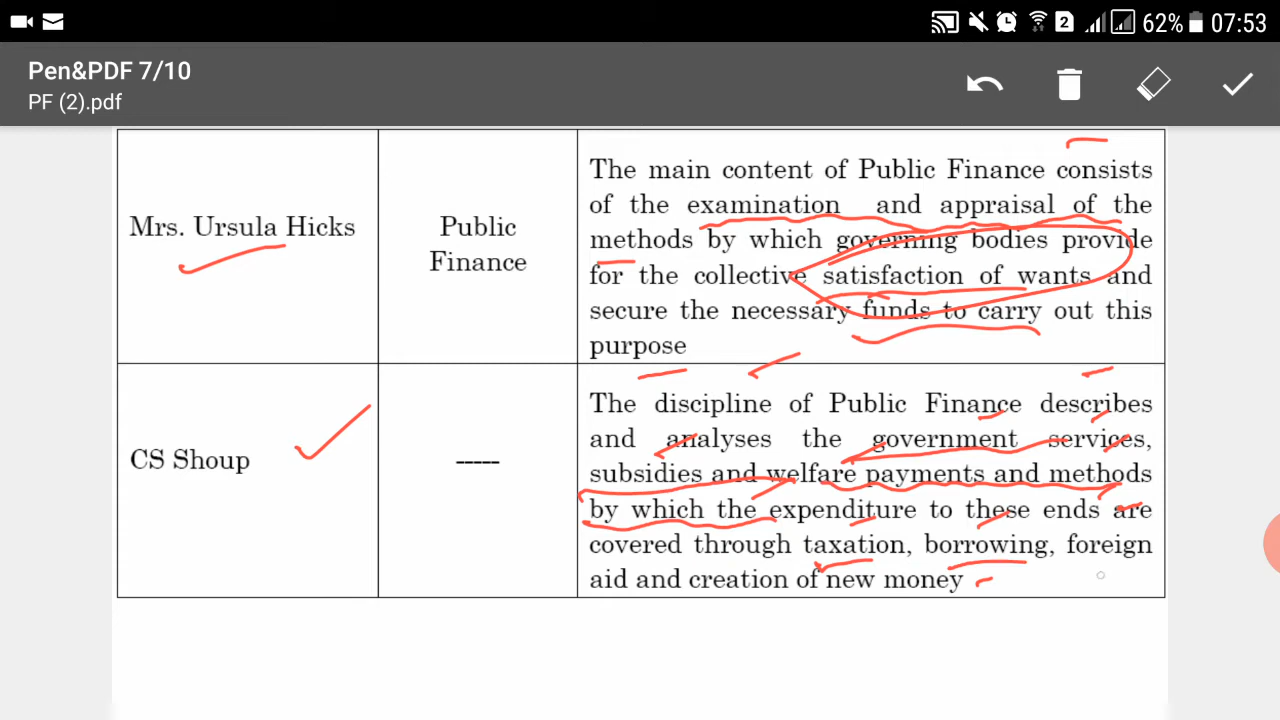 62% 07:53
Pen&PDF 7/10
PF (2).pdf
Mrs. Ursula Hicks
Public
Finance
The main content of Public Finance consists
of the examination and appraisal of the
methods by which governing bodies provide
for the collective satisfaction of wants and
secure the necessary funds to carry out this
purpose
CS Shoup
-----
The discipline of Public Finance describes
and analyses the government services,
subsidies and welfare payments and methods
by which the expenditure to these ends are
covered through taxation, borrowing, foreign
aid and creation of new money